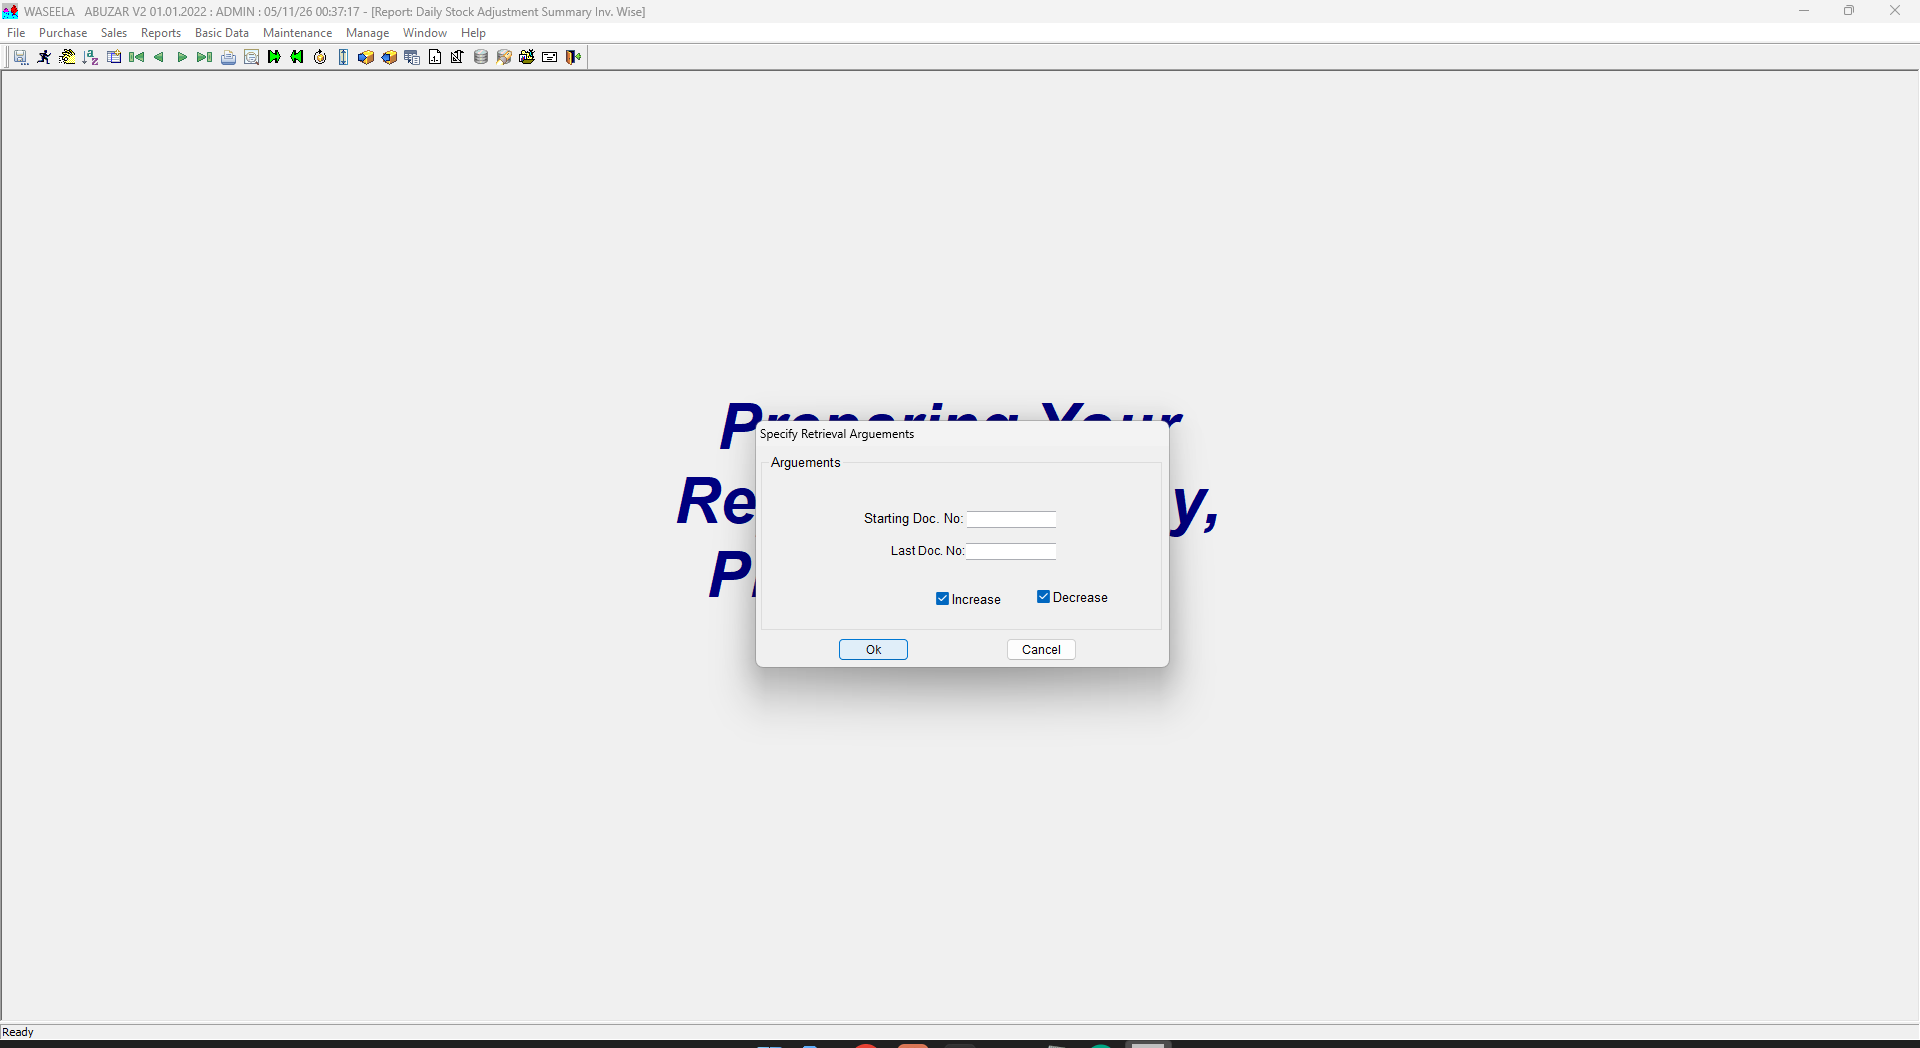 WASEELA ABUZAR V2 01.01.2022 : ADMIN : 05/11/26 00:37:17 - [Report: Daily Stock Adjustment Summary Inv. Wise]
File Purchase Sales Reports Basic Data Maintenance Manage Window Help
Preparing Your
Specify Retrieval Arguements
Arguements
Starting Doc. No:
Last Doc. No:
Increase Decrease
Ok Cancel
Ready